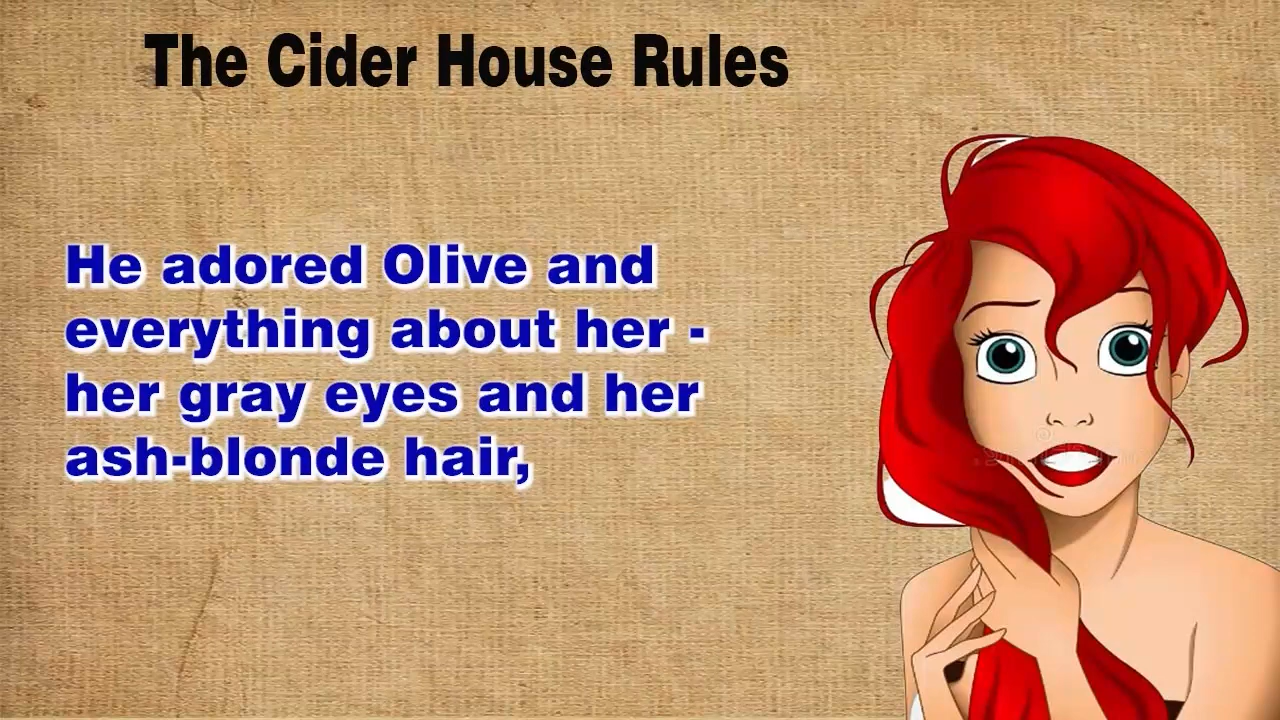 The Cider House Rules
He adored Olive and
everything about her -
her gray eyes and her
ash-blonde hair,